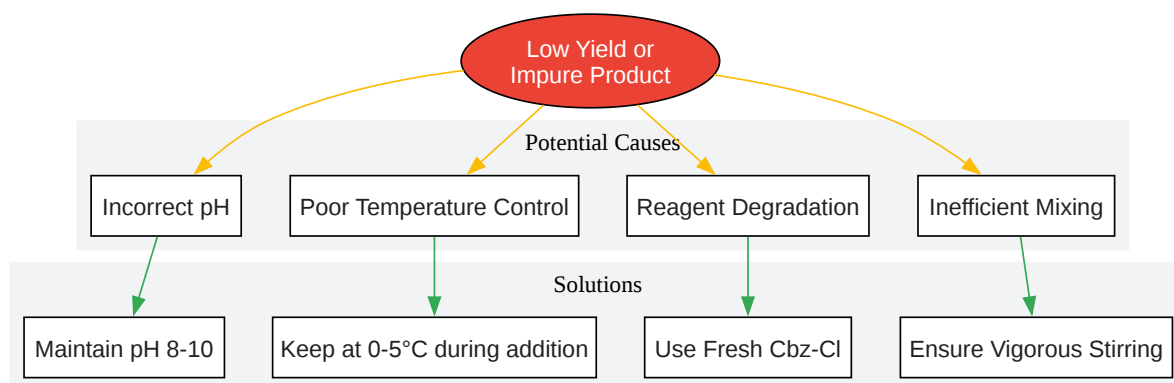 Low Yield or
Impure Product
Potential Causes
Incorrect pH
Poor Temperature Control
Reagent Degradation
Inefficient Mixing
Solutions
Maintain pH 8-10
Keep at 0-5°C during addition
Use Fresh Cbz-Cl
Ensure Vigorous Stirring